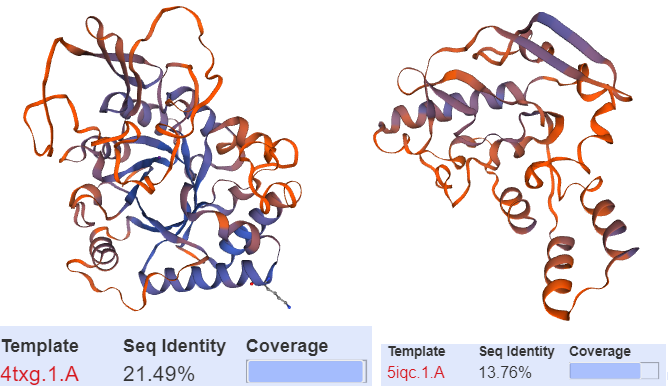 Template Seq Identity Coverage
4txg.1.A 21.49%
Template Seq Identity Coverage
5iqc.1.A 13.76%